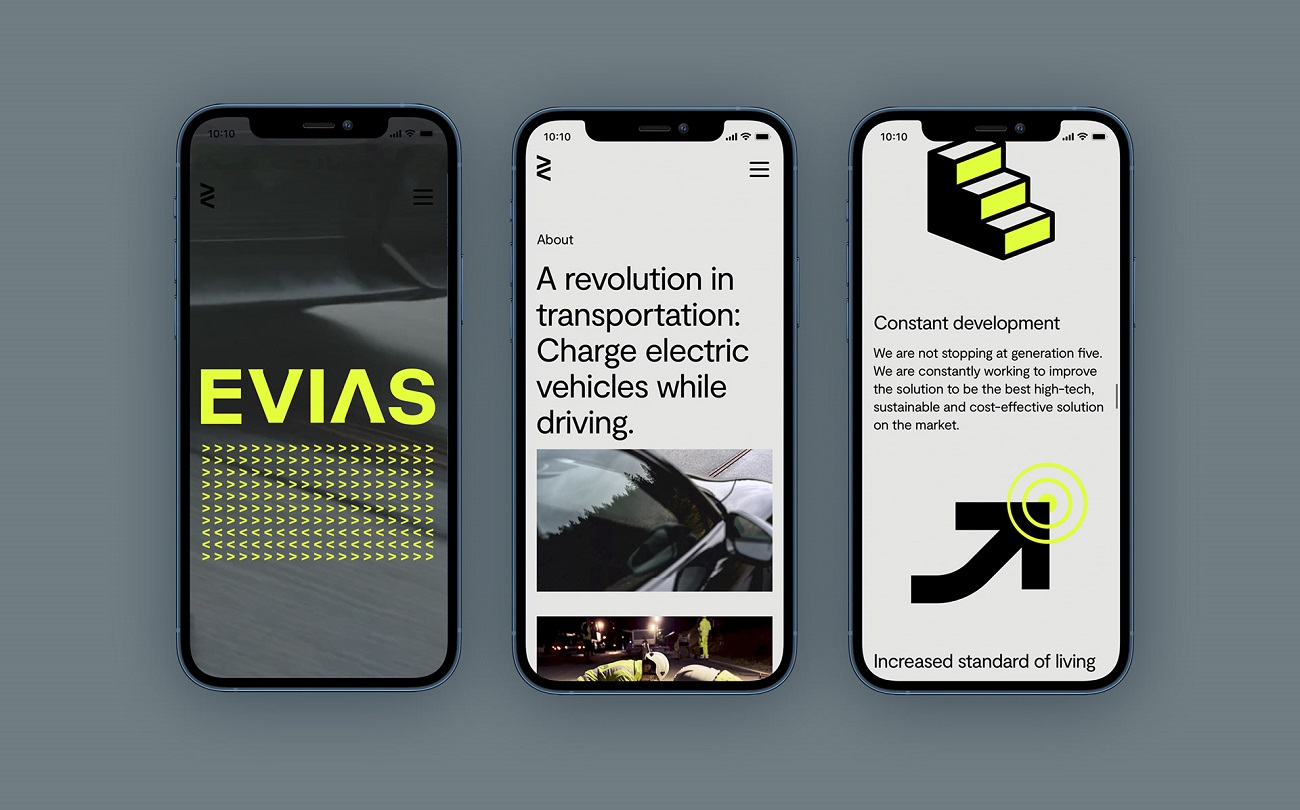 10:10
EVIAS
10:10
About
A revolution in
transportation:
Charge electric
vehicles while
driving.
10:10
Constant development
We are not stopping at generation five.
We are constantly working to improve
the solution to be the best high-tech,
sustainable and cost-effective solution
on the market.
Increased standard of living